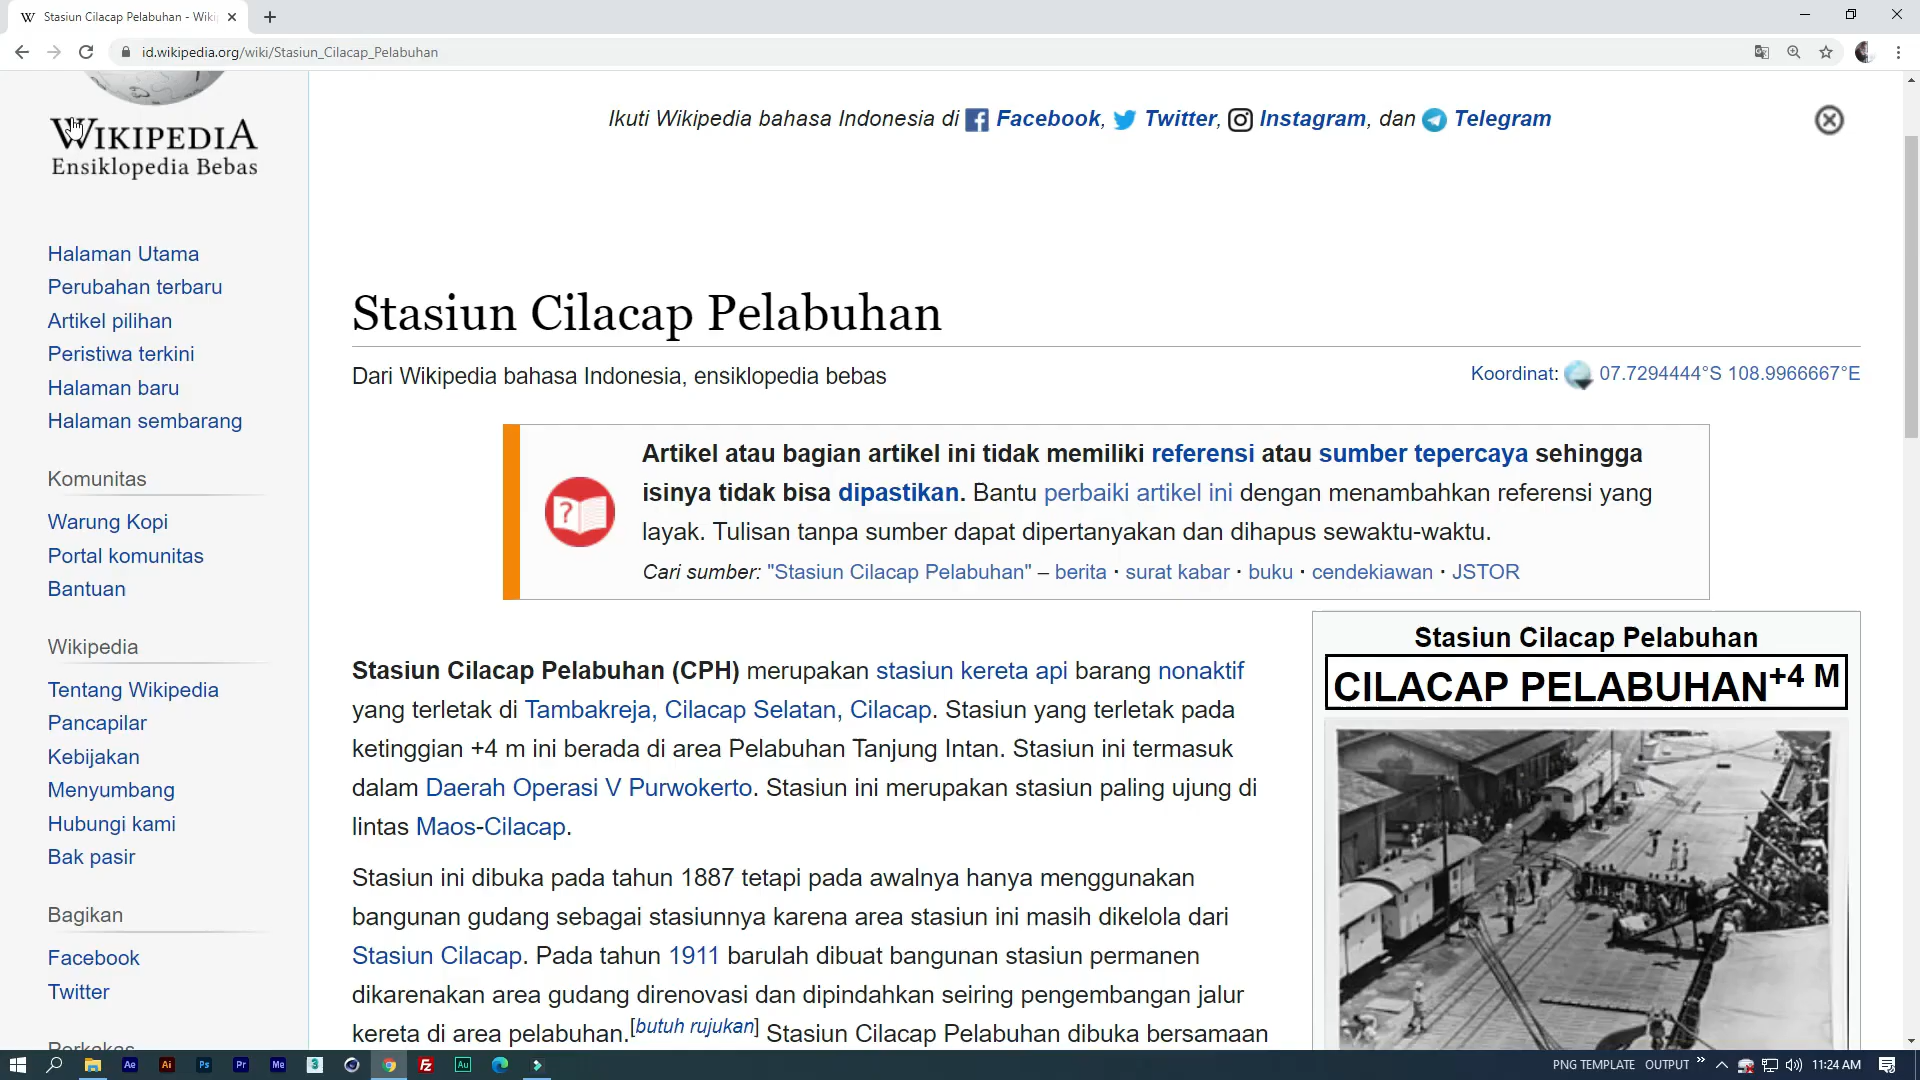 Stasiun Cilacap Pelabuhan - Wiki
id.wikipedia.org/wiki/Stasiun_Cilacap_Pelabuhan
WIKIPEDIA
Ensiklopedia Bebas
Halaman Utama
Perubahan terbaru
Artikel pilihan
Peristiwa terkini
Halaman baru
Halaman sembarang
Komunitas
Warung Kopi
Portal komunitas
Bantuan
Wikipedia
Tentang Wikipedia
Pancapilar
Kebijakan
Menyumbang
Hubungi kami
Bak pasir
Bagikan
Facebook
Twitter
Perkakas
Ikuti Wikipedia bahasa Indonesia di Facebook, Twitter, Instagram, dan Telegram
Stasiun Cilacap Pelabuhan
Dari Wikipedia bahasa Indonesia, ensiklopedia bebas
Koordinat: 07.7294444°S 108.9966667°E
Artikel atau bagian artikel ini tidak memiliki referensi atau sumber tepercaya sehingga
isinya tidak bisa dipastikan. Bantu perbaiki artikel ini dengan menambahkan referensi yang
layak. Tulisan tanpa sumber dapat dipertanyakan dan dihapus sewaktu-waktu.
Cari sumber: "Stasiun Cilacap Pelabuhan" – berita · surat kabar · buku · cendekiawan · JSTOR
Stasiun Cilacap Pelabuhan (CPH) merupakan stasiun kereta api barang nonaktif
yang terletak di Tambakreja, Cilacap Selatan, Cilacap. Stasiun yang terletak pada
ketinggian +4 m ini berada di area Pelabuhan Tanjung Intan. Stasiun ini termasuk
dalam Daerah Operasi V Purwokerto. Stasiun ini merupakan stasiun paling ujung di
lintas Maos-Cilacap.
Stasiun ini dibuka pada tahun 1887 tetapi pada awalnya hanya menggunakan
bangunan gudang sebagai stasiunnya karena area stasiun ini masih dikelola dari
Stasiun Cilacap. Pada tahun 1911 barulah dibuat bangunan stasiun permanen
dikarenakan area gudang direnovasi dan dipindahkan seiring pengembangan jalur
kereta di area pelabuhan.[butuh rujukan] Stasiun Cilacap Pelabuhan dibuka bersamaan
Stasiun Cilacap Pelabuhan
CILACAP PELABUHAN+4 M
Ae Ai Ps Pr Me 3 Fz Au
PNG TEMPLATE OUTPUT » 11:24 AM